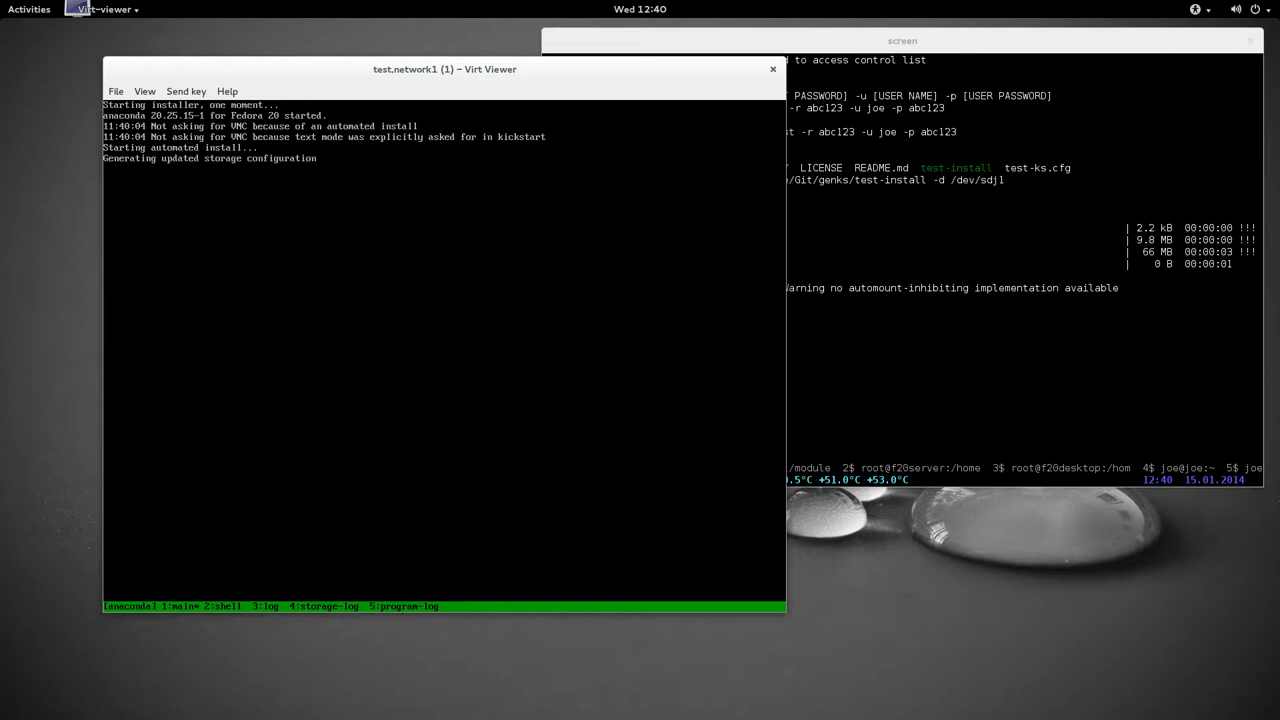 Activities
Virt-viewer
Wed 12:40
screen
test.network1 (1) – Virt Viewer
File View Send key Help
Starting installer, one moment...
anaconda 20.25.15-1 for Fedora 20 started.
11:40:04 Not asking for VNC because of an automated install
11:40:04 Not asking for VNC because text mode was explicitly asked for in kickstart
Starting automated install...
Generating updated storage configuration
[anaconda] 1:main* 2:shell 3:log 4:storage-log 5:program-log
to access control list
PASSWORD] -u [USER NAME] -p [USER PASSWORD]
-r abc123 -u joe -p abc123
st -r abc123 -u joe -p abc123
LICENSE README.md test-install test-ks.cfg
/Git/genks/test-install -d /dev/sdj1
| 2.2 kB 00:00:00 !!!
| 9.8 MB 00:00:00 !!!
| 66 MB 00:00:03 !!!
| 0 B 00:00:01
Warning no automount-inhibiting implementation available
/module 2$ root@f20server:/home 3$ root@f20desktop:/hom 4$ joe@joe:~ 5$ joe
.5°C +51.0°C +53.0°C
12:40 15.01.2014